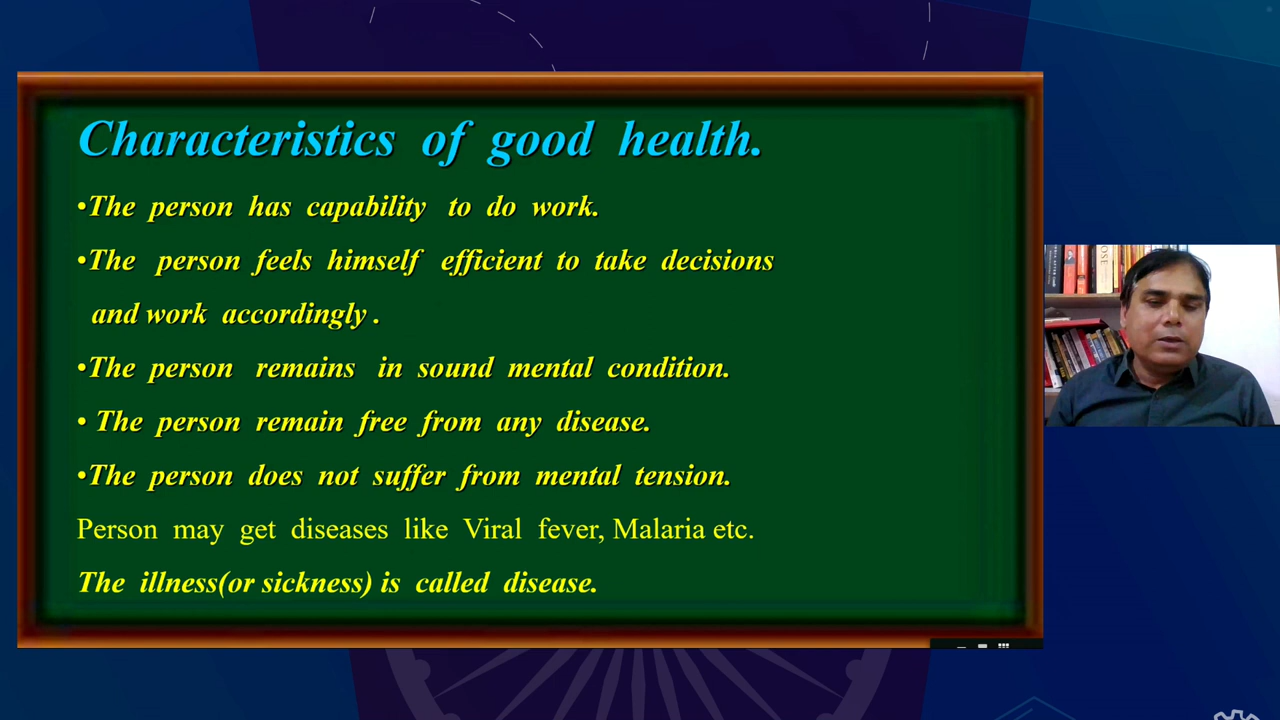 Characteristics of good health.
•The person has capability to do work.
•The person feels himself efficient to take decisions
and work accordingly .
•The person remains in sound mental condition.
• The person remain free from any disease.
•The person does not suffer from mental tension.
Person may get diseases like Viral fever, Malaria etc.
The illness(or sickness) is called disease.